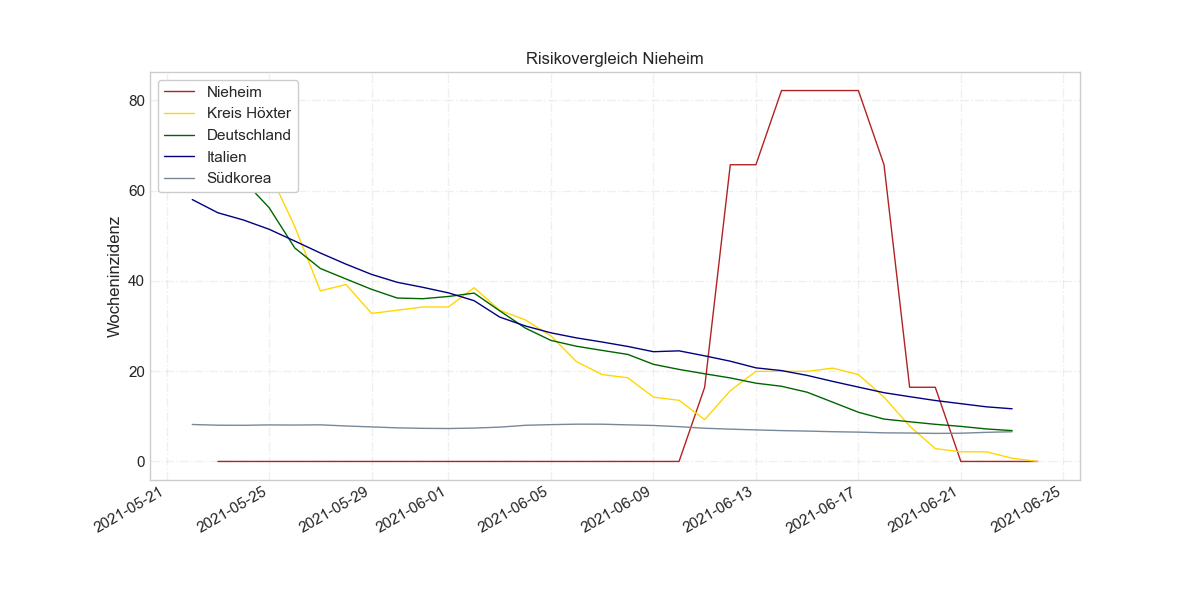 Risikovergleich Nieheim
Nieheim
Kreis Höxter
Deutschland
Italien
Südkorea
Wocheninzidenz
80
60
40
20
0
2021-05-21
2021-05-25
2021-05-29
2021-06-01
2021-06-05
2021-06-09
2021-06-13
2021-06-17
2021-06-21
2021-06-25